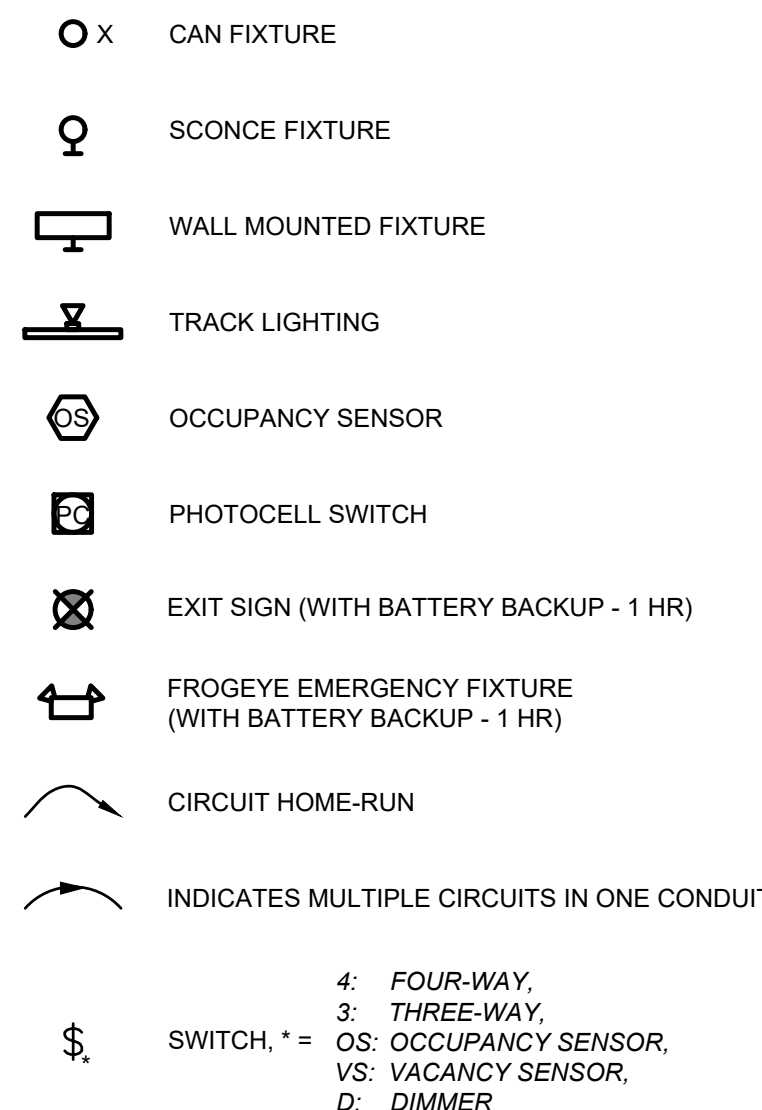 X CAN FIXTURE
SCONCE FIXTURE
WALL MOUNTED FIXTURE
TRACK LIGHTING
OS OCCUPANCY SENSOR
PC PHOTOCELL SWITCH
EXIT SIGN (WITH BATTERY BACKUP - 1 HR)
FROGEYE EMERGENCY FIXTURE
(WITH BATTERY BACKUP - 1 HR)
CIRCUIT HOME-RUN
INDICATES MULTIPLE CIRCUITS IN ONE CONDUIT
4: FOUR-WAY,
3: THREE-WAY,
$* SWITCH, * = OS: OCCUPANCY SENSOR,
VS: VACANCY SENSOR,
D: DIMMER